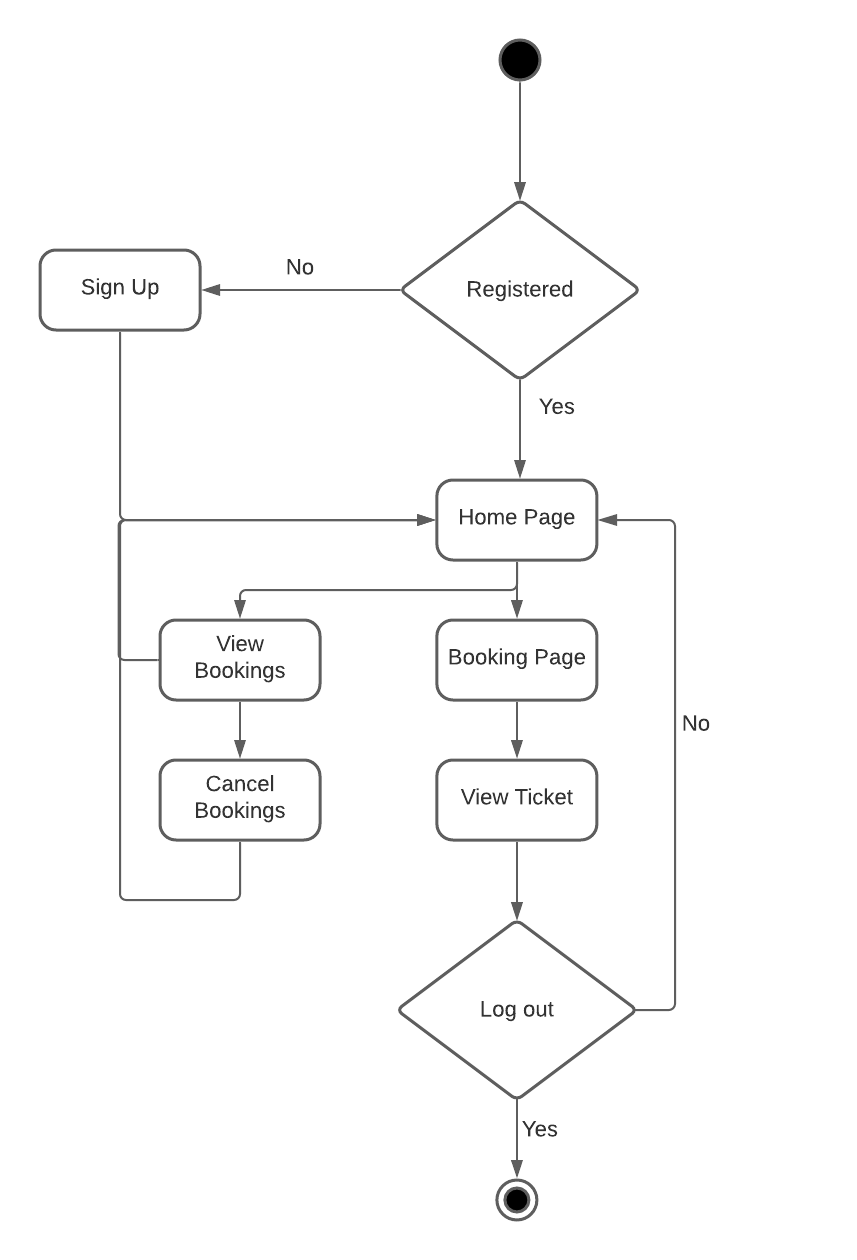 No
Sign Up
Registered
Yes
Home Page
View
Bookings
Booking Page
No
Cancel
Bookings
View Ticket
Log out
Yes